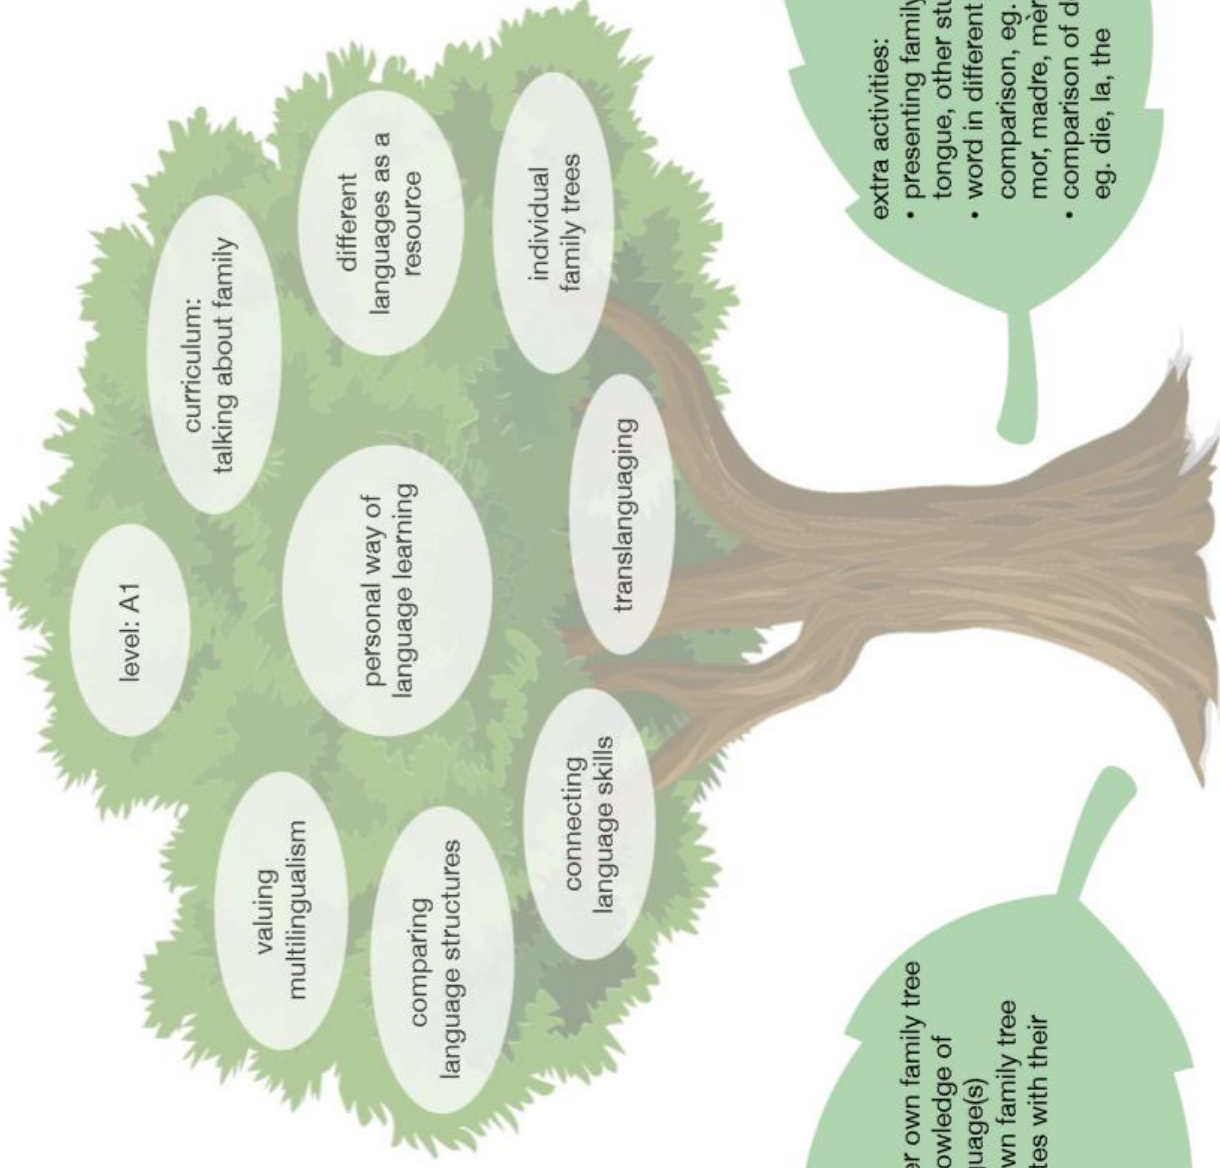 level: A1
curriculum:
talking about family
different
languages as a
resource
individual
family trees
personal way of
language learning
translanguaging
valuing
multilingualism
comparing
language structures
connecting
language skills
extra activities:
• presenting family
tongue, other stu
• word in different
comparison, eg.
mor, madre, mèr
• comparison of d
eg. die, la, the
er own family tree
owledge of
guage(s)
wn family tree
tes with their